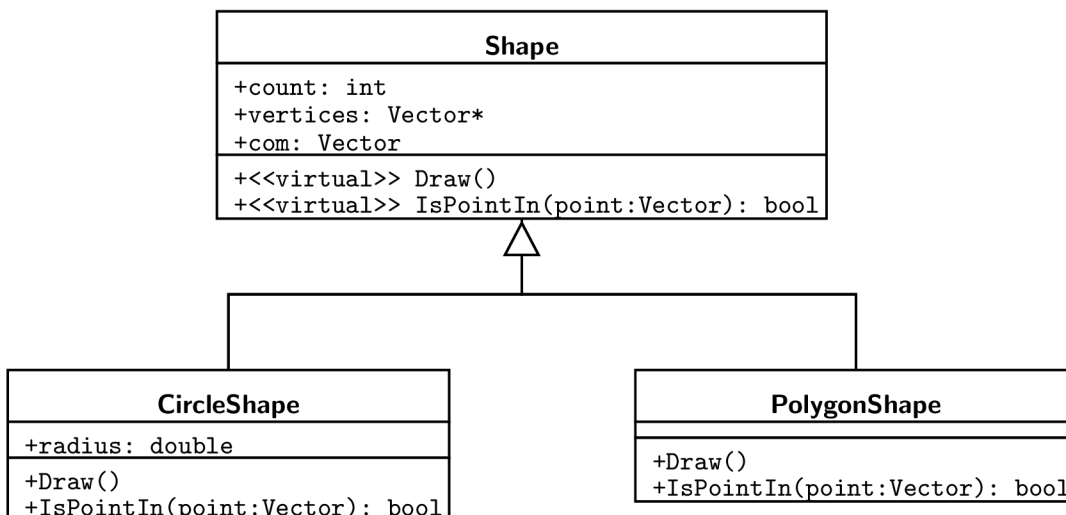 Shape
+count: int
+vertices: Vector*
+com: Vector
+<<virtual>> Draw()
+<<virtual>> IsPointIn(point:Vector): bool
CircleShape
+radius: double
+Draw()
+IsPointIn(point:Vector): bool
PolygonShape
+Draw()
+IsPointIn(point:Vector): bool